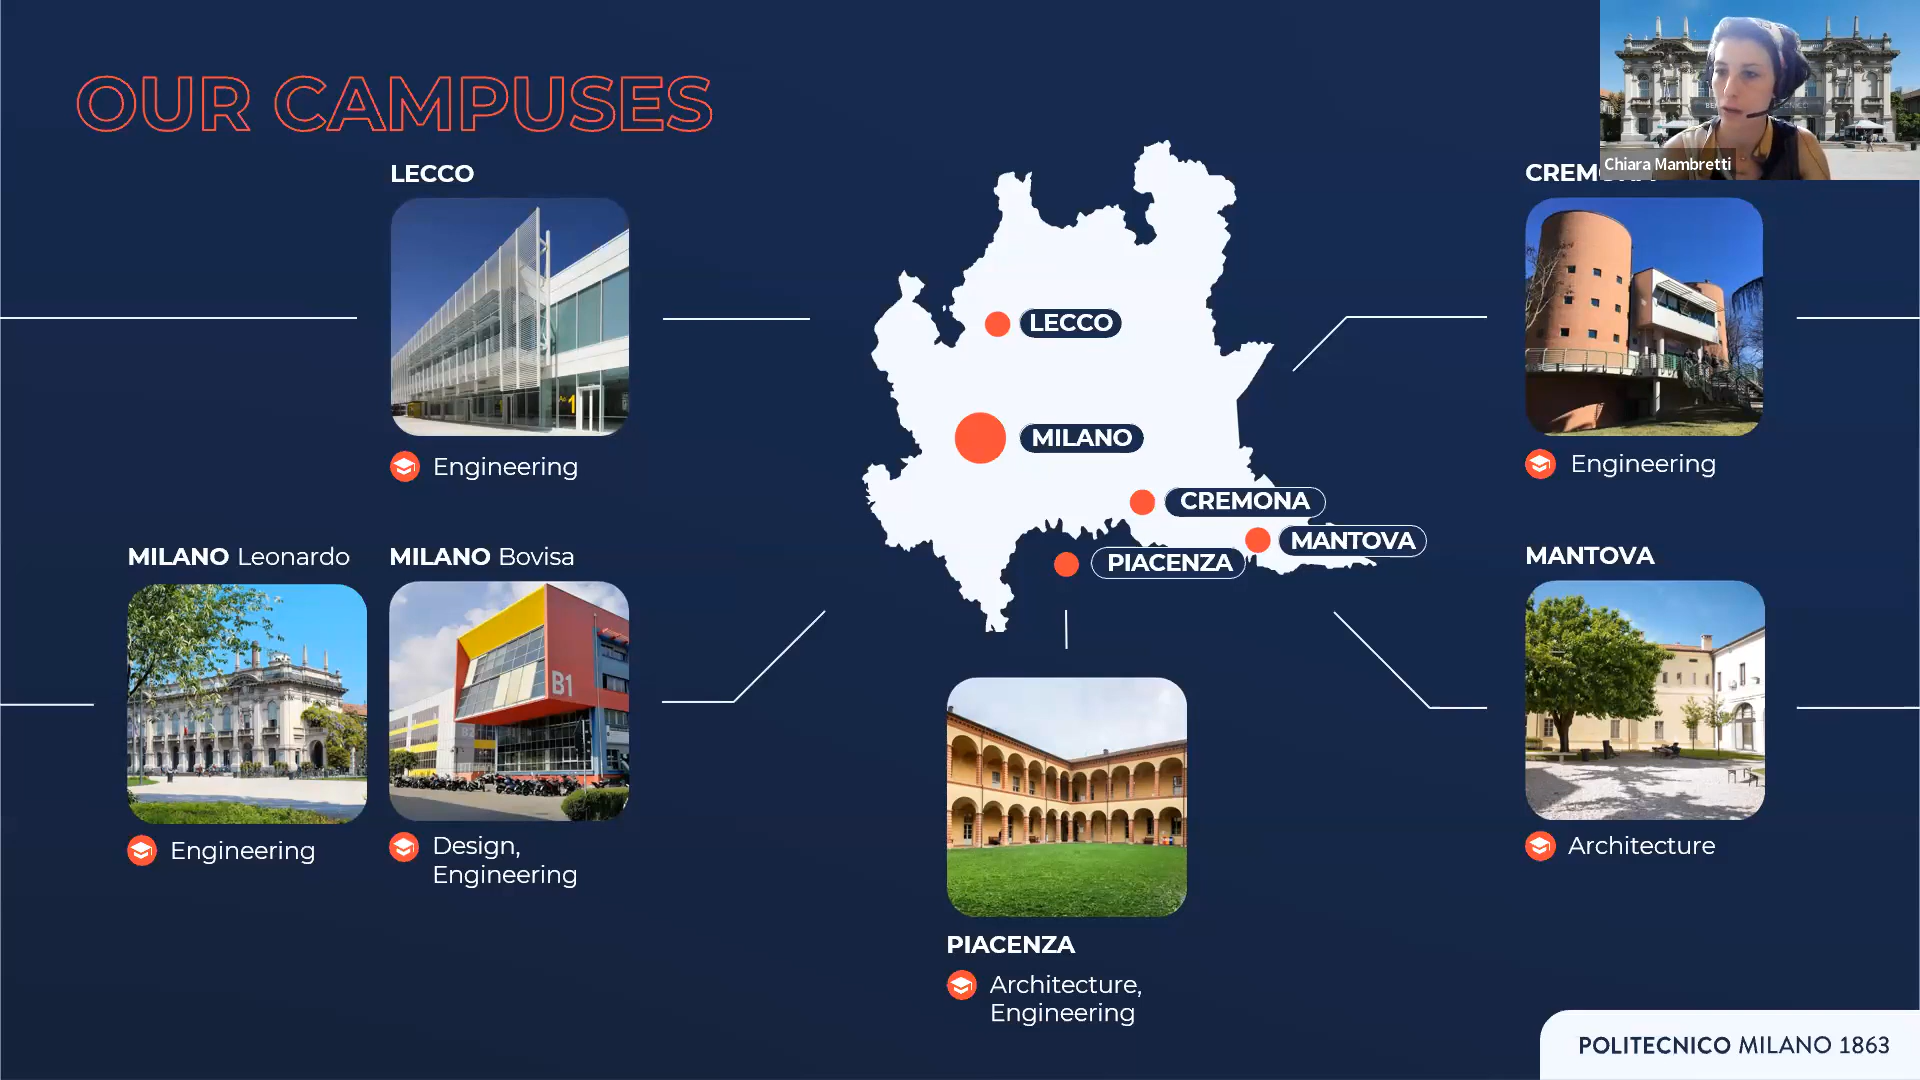 OUR CAMPUSES
Chiara Mambretti
LECCO
Engineering
MILANO Leonardo
Engineering
MILANO Bovisa
B1
Design,
Engineering
LECCO
MILANO
CREMONA
MANTOVA
PIACENZA
PIACENZA
Architecture,
Engineering
Engineering
MANTOVA
Architecture
POLITECNICO MILANO 1863